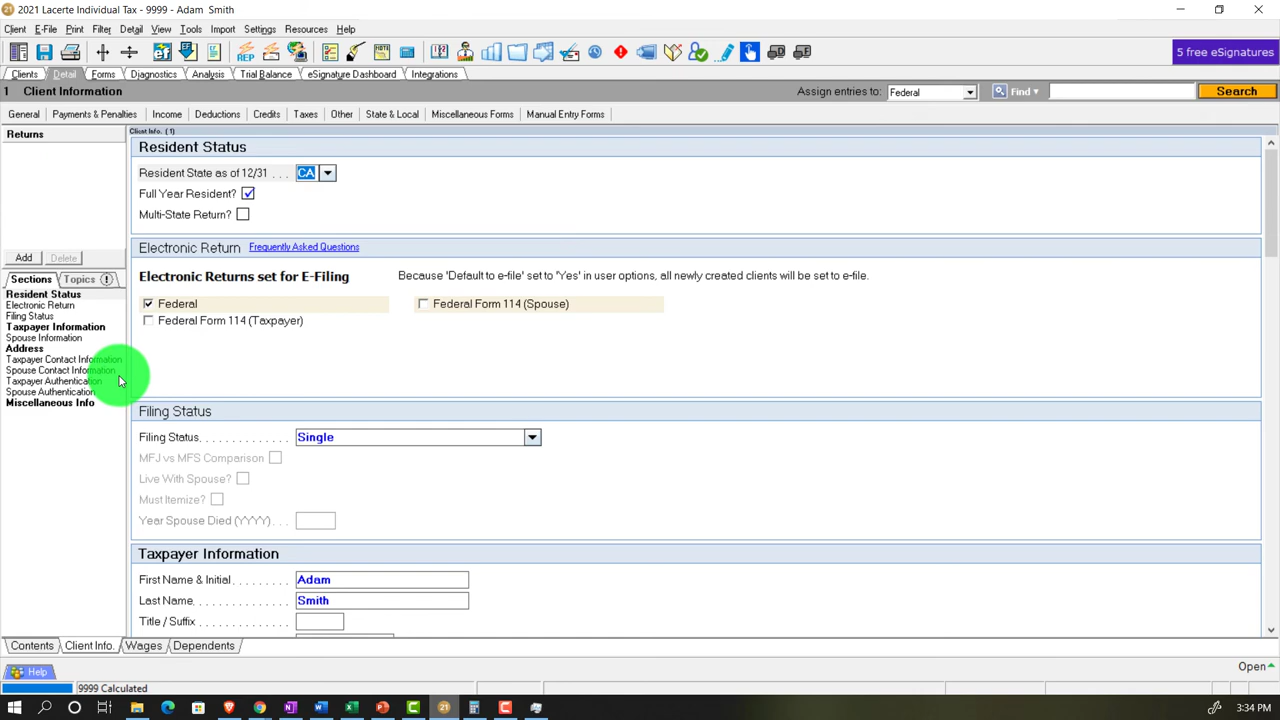 21 2021 Lacerte Individual Tax - 9999 - Adam Smith
Client E-File Print Filter Detail View Tools Import Settings Resources Help
REP
5 free eSignatures
Clients Detail Forms Diagnostics Analysis Trial Balance eSignature Dashboard Integrations
1 Client Information Assign entries to: Federal Find Search
General Payments & Penalties Income Deductions Credits Taxes Other State & Local Miscellaneous Forms Manual Entry Forms
Returns
Add Delete
Sections Topics
Resident Status
Electronic Return
Filing Status
Taxpayer Information
Spouse Information
Address
Taxpayer Contact Information
Spouse Contact Information
Taxpayer Authentication
Spouse Authentication
Miscellaneous Info
Client Info. (1)
Resident Status
Resident State as of 12/31 . . . CA
Full Year Resident?
Multi-State Return?
Electronic Return Frequently Asked Questions
Electronic Returns set for E-Filing Because 'Default to e-file' set to 'Yes' in user options, all newly created clients will be set to e-file.
Federal Federal Form 114 (Spouse)
Federal Form 114 (Taxpayer)
Filing Status
Filing Status. . . . . . . . . . . . . . Single
MFJ vs MFS Comparison
Live With Spouse?
Must Itemize?
Year Spouse Died (YYYY) . . .
Taxpayer Information
First Name & Initial . . . . . . . . . Adam
Last Name. . . . . . . . . . . . . . . Smith
Title / Suffix . . . . . . . . . . . . . .
Contents Client Info. Wages Dependents
Help Open
9999 Calculated
21
3:34 PM